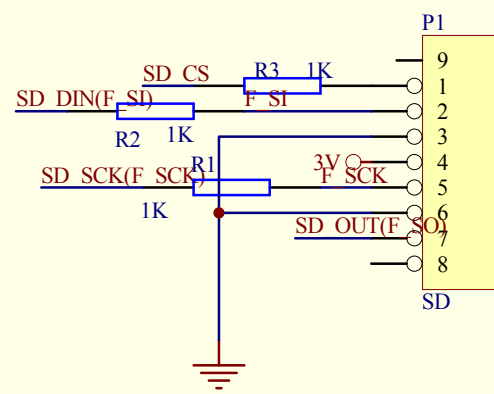 P1
9
SD_CS
R3
1K
1
SD_DIN(F_SI)
F_SI
2
R2
1K
3
3V
4
R1
SD_SCK(F_SCK)
F_SCK
5
1K
6
SD_OUT(F_SO)
7
8
SD